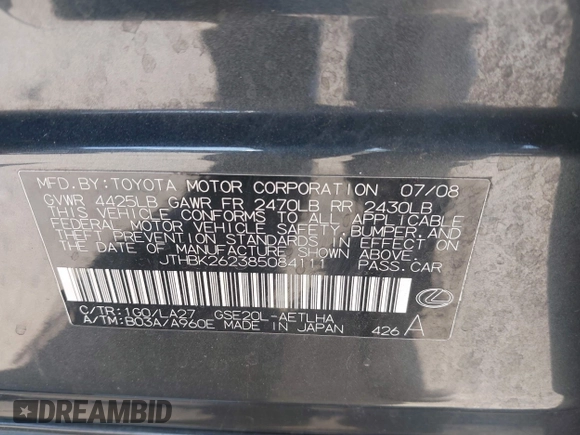 MFD. BY: TOYOTA MOTOR CORPORATION 07/08
GVWR 4425LB GAWR FR 2470LB RR 2430LB
THIS VEHICLE CONFORMS TO ALL APPLICABLE
FEDERAL MOTOR VEHICLE SAFETY, BUMPER, AND
THEFT PREVENTION STANDARDS IN EFFECT ON
THE DATE OF MANUFACTURE SHOWN ABOVE.
JTHBK262385084111 PASS. CAR
C/TR: 1G0/LA27 GSE20L-AETLHA
A/TM: B03A/A960E MADE IN JAPAN 426 A
DREAMBID